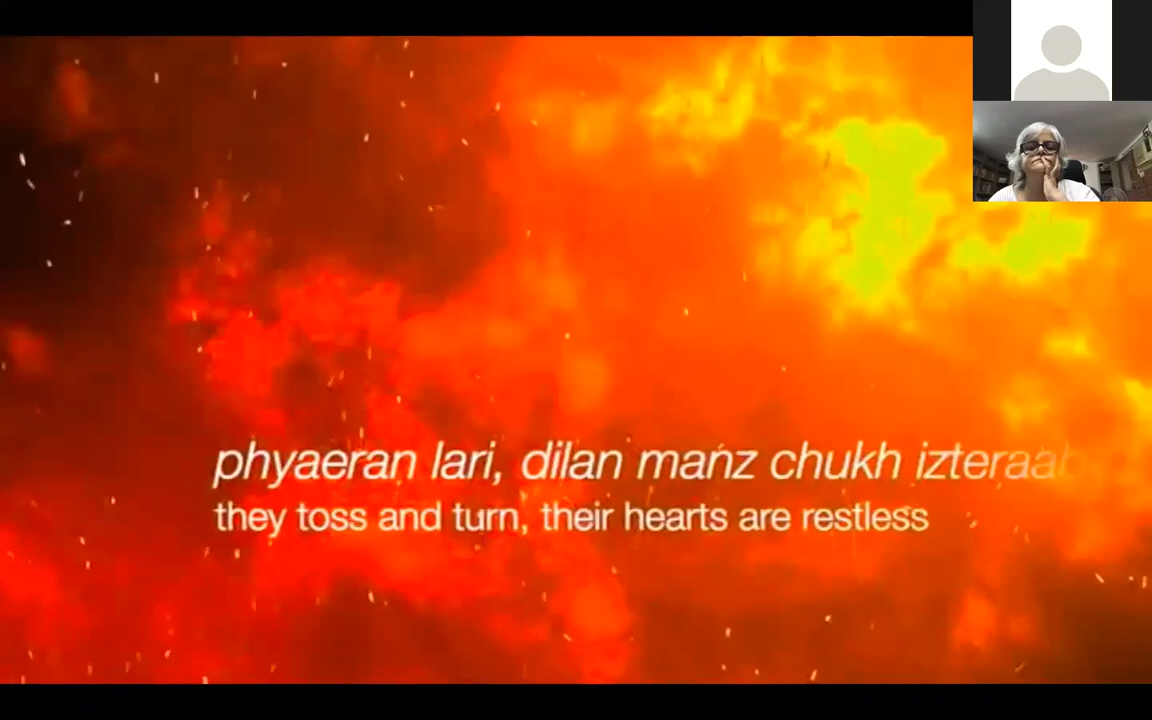 phyaeran lari, dilan manz chukh izteraab
they toss and turn, their hearts are restless